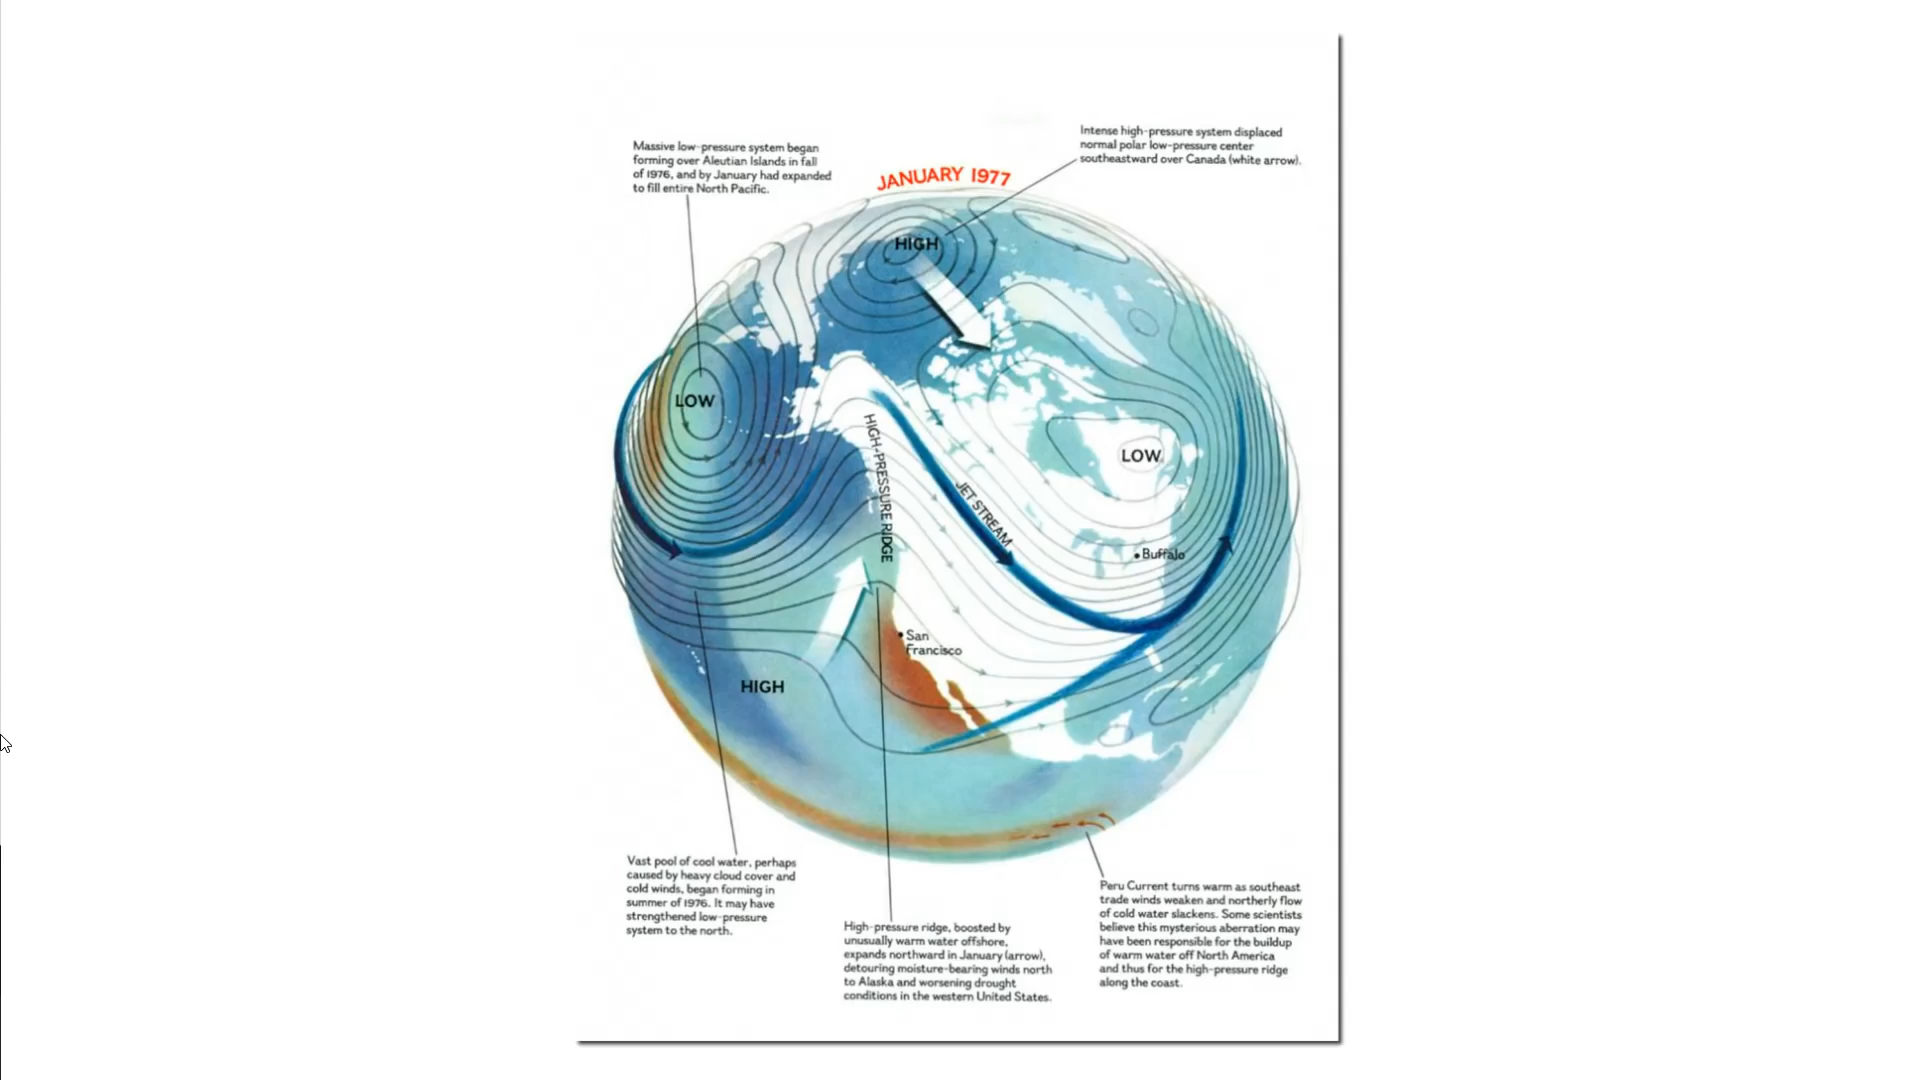 Massive low-pressure system began
forming over Aleutian Islands in fall
of 1976, and by January had expanded
to fill entire North Pacific.
Intense high-pressure system displaced
normal polar low-pressure center
southeastward over Canada (white arrow).
JANUARY 1977
HIGH
LOW
HIGH-PRESSURE RIDGE
LOW
JET STREAM
Buffalo
San
Francisco
HIGH
Vast pool of cool water, perhaps
caused by heavy cloud cover and
cold winds, began forming in
summer of 1976. It may have
strengthened low-pressure
system to the north.
High-pressure ridge, boosted by
unusually warm water offshore,
expands northward in January (arrow),
detouring moisture-bearing winds north
to Alaska and worsening drought
conditions in the western United States.
Peru Current turns warm as southeast
trade winds weaken and northerly flow
of cold water slackens. Some scientists
believe this mysterious aberration may
have been responsible for the buildup
of warm water off North America
and thus for the high-pressure ridge
along the coast.